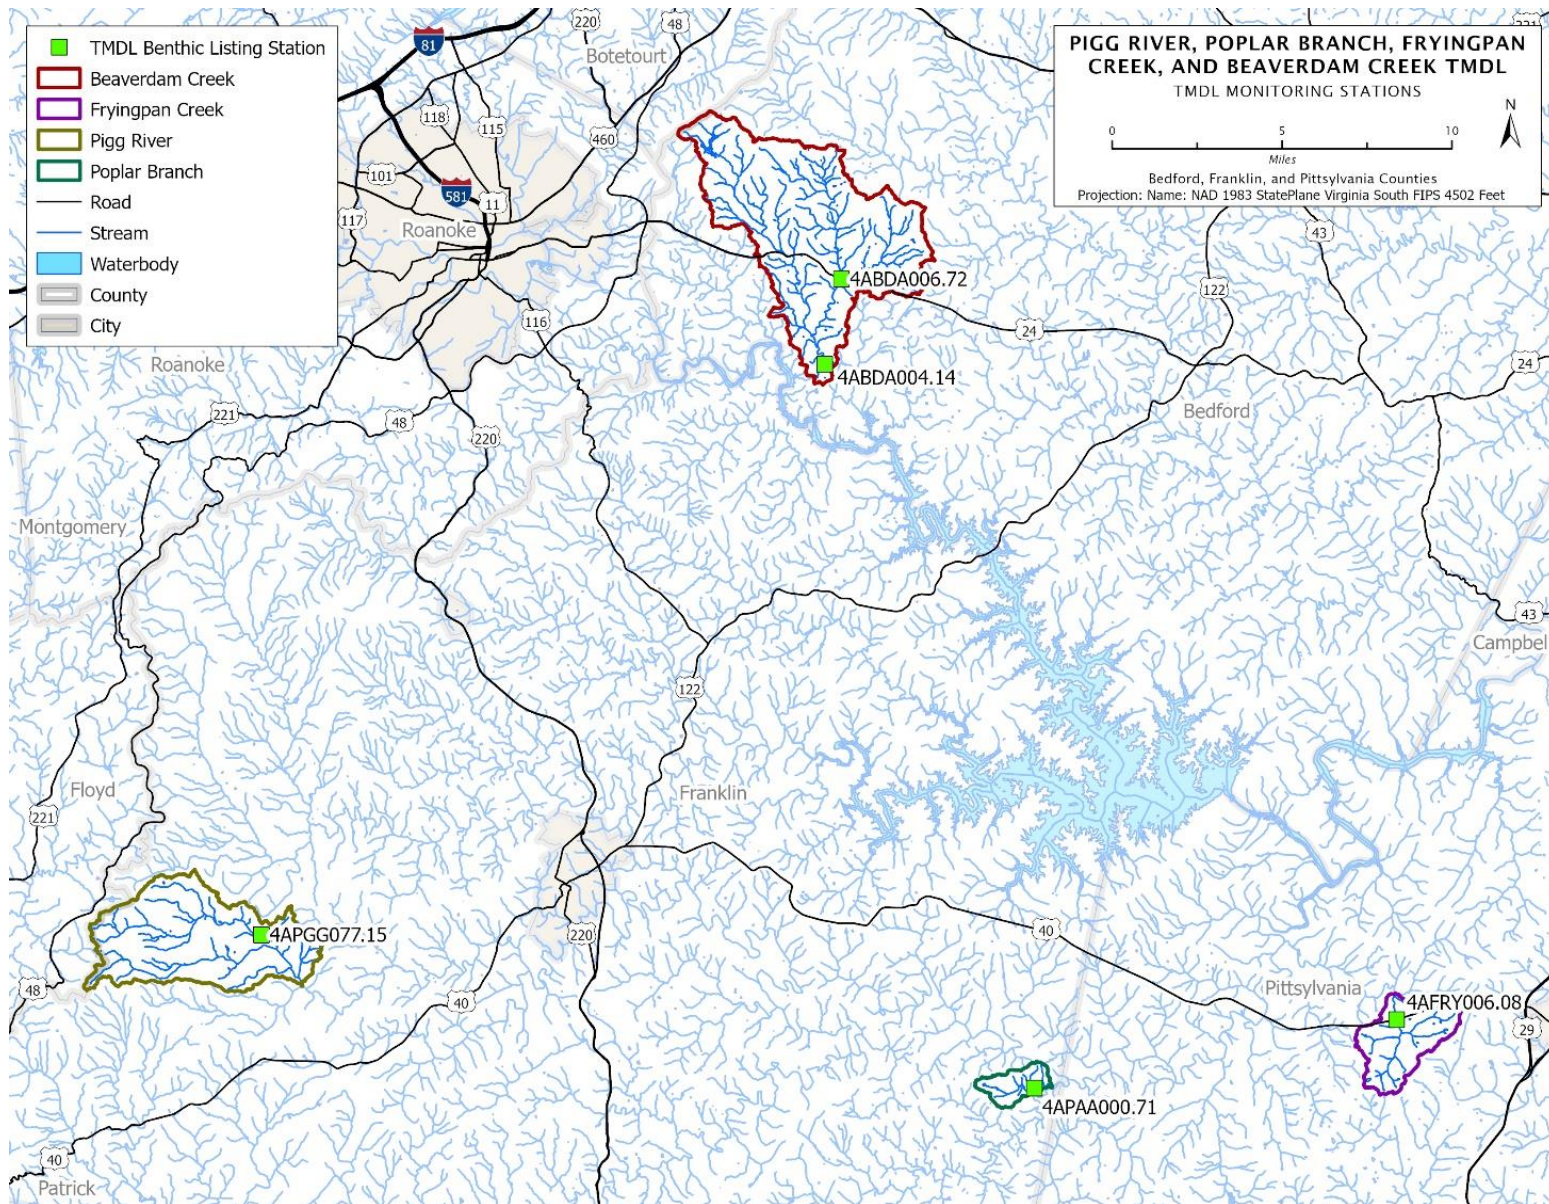 TMDL Benthic Listing Station
Beaverdam Creek
Fryingpan Creek
Pigg River
Poplar Branch
Road
Stream
Waterbody
County
City
PIGG RIVER, POPLAR BRANCH, FRYINGPAN
CREEK, AND BEAVERDAM CREEK TMDL
TMDL MONITORING STATIONS
N
0 5 10
Miles
Bedford, Franklin, and Pittsylvania Counties
Projection: Name: NAD 1983 StatePlane Virginia South FIPS 4502 Feet
81
220
48
Botetourt
118
115
460
101
581
11
117
Roanoke
43
4ABDA006.72
122
116
24
Roanoke
24
4ABDA004.14
221
48
Bedford
220
Montgomery
43
Campbel
122
Floyd
Franklin
221
4APGG077.15
220
40
48
40
Pittsylvania
4AFRY006.08
29
4APAA000.71
40
Patrick